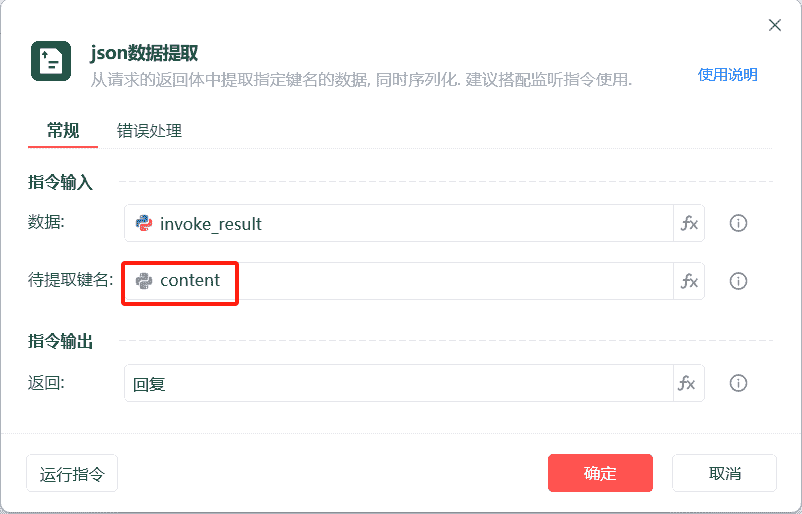 json数据提取
从请求的返回体中提取指定键名的数据, 同时序列化. 建议搭配监听指令使用.
使用说明
常规 错误处理
指令输入
数据: invoke_result fx
待提取键名: content fx
指令输出
返回: 回复 fx
运行指令 确定 取消